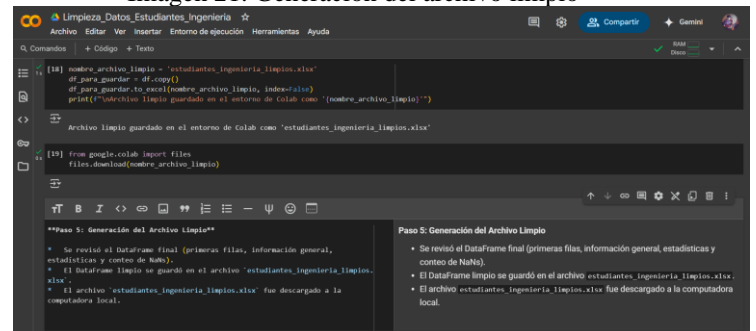 Imagen 21. Generación del archivo limpio
CO Limpieza_Datos_Estudiantes_Ingenieria
Archivo Editar Ver Insertar Entorno de ejecución Herramientas Ayuda
Compartir Gemini
Comandos + Código + Texto
RAM
Disco
[18] nombre_archivo_limpio = 'estudiantes_ingenieria_limpios.xlsx'
df_para_guardar = df.copy()
df_para_guardar.to_excel(nombre_archivo_limpio, index=False)
print(f"\nArchivo limpio guardado en el entorno de Colab como '{nombre_archivo_limpio}'")
Archivo limpio guardado en el entorno de Colab como 'estudiantes_ingenieria_limpios.xlsx'
[19] from google.colab import files
files.download(nombre_archivo_limpio)
**Paso 5: Generación del Archivo Limpio**
* Se revisó el DataFrame final (primeras filas, información general,
estadísticas y conteo de NaNs).
* El DataFrame limpio se guardó en el archivo `estudiantes_ingenieria_limpios.
xlsx`.
* El archivo `estudiantes_ingenieria_limpios.xlsx` fue descargado a la
computadora local.
Paso 5: Generación del Archivo Limpio
• Se revisó el DataFrame final (primeras filas, información general, estadísticas y
conteo de NaNs).
• El DataFrame limpio se guardó en el archivo estudiantes_ingenieria_limpios.xlsx.
• El archivo estudiantes_ingenieria_limpios.xlsx fue descargado a la computadora
local.